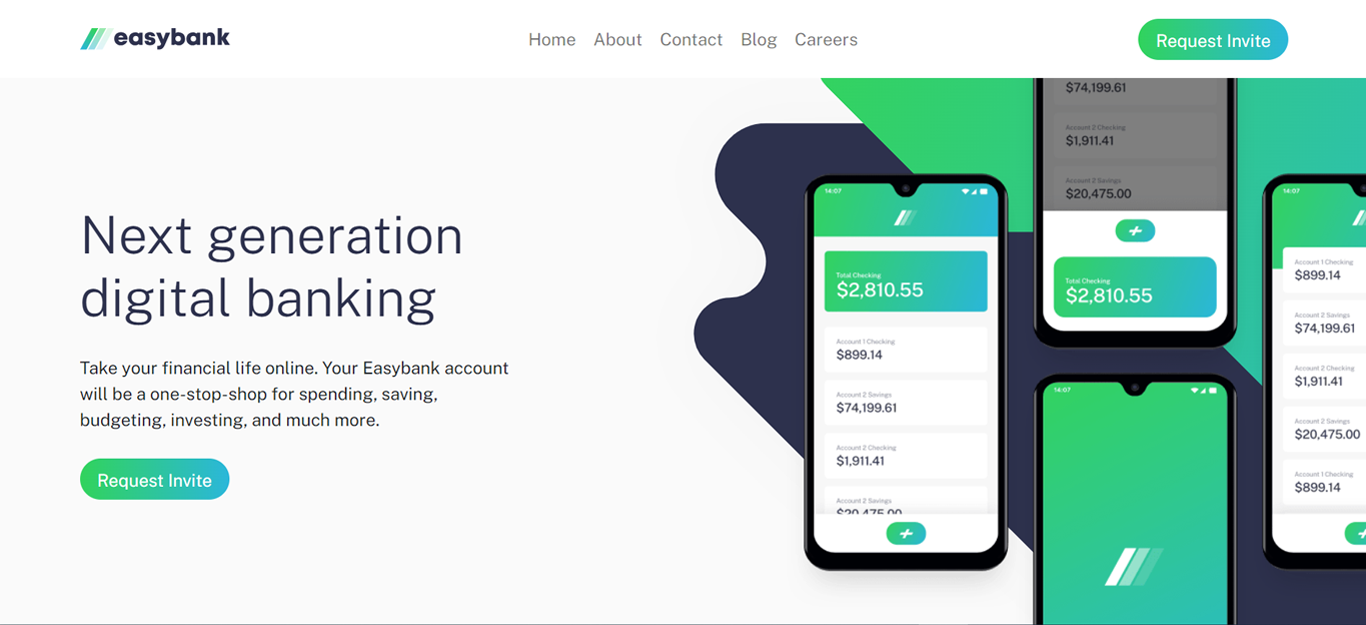 easybank
Home About Contact Blog Careers
Request Invite
Next generation
digital banking
Take your financial life online. Your Easybank account
will be a one-stop-shop for spending, saving,
budgeting, investing, and much more.
Request Invite
14:07
Total Checking
$2,810.55
Account 1 Checking
$899.14
Account 2 Savings
$74,199.61
Account 2 Checking
$1,911.41
Account 2 Savings
$20,475.00
$74,199.61
Account 2 Checking
$1,911.41
Account 2 Savings
$20,475.00
Total Checking
$2,810.55
14:07
14:07
Account 1 Checking
$899.14
Account 2 Savings
$74,199.61
Account 2 Checking
$1,911.41
Account 2 Savings
$20,475.00
Account 1 Checking
$899.14